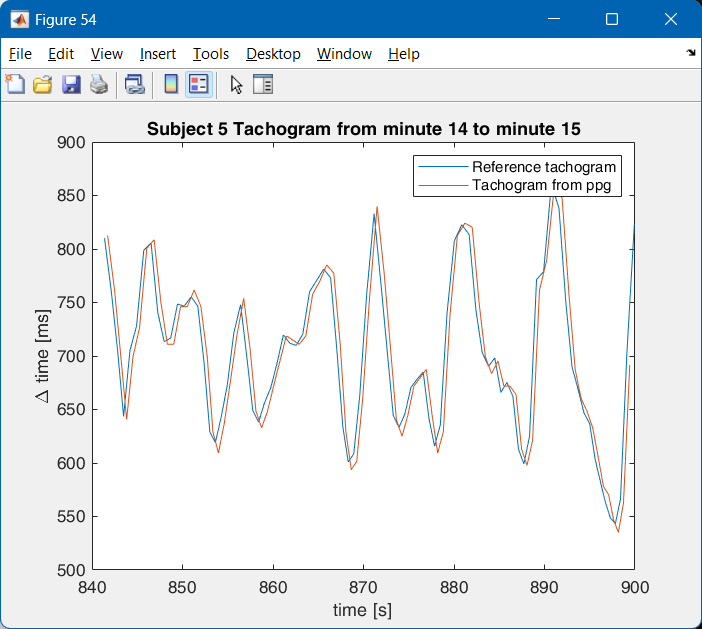 Figure 54
File Edit View Insert Tools Desktop Window Help
Subject 5 Tachogram from minute 14 to minute 15
Reference tachogram
Tachogram from ppg
900
850
800
750
700
650
600
550
500
Δ time [ms]
840 850 860 870 880 890 900
time [s]